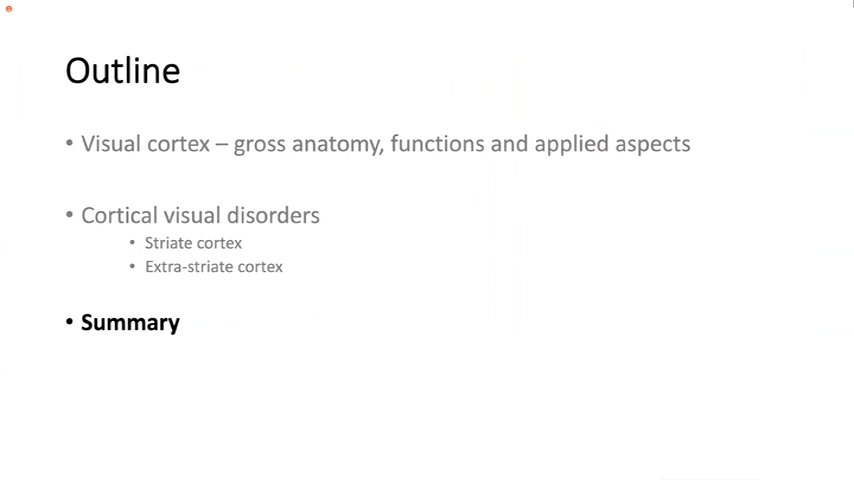 Outline
• Visual cortex – gross anatomy, functions and applied aspects
• Cortical visual disorders
• Striate cortex
• Extra-striate cortex
• Summary